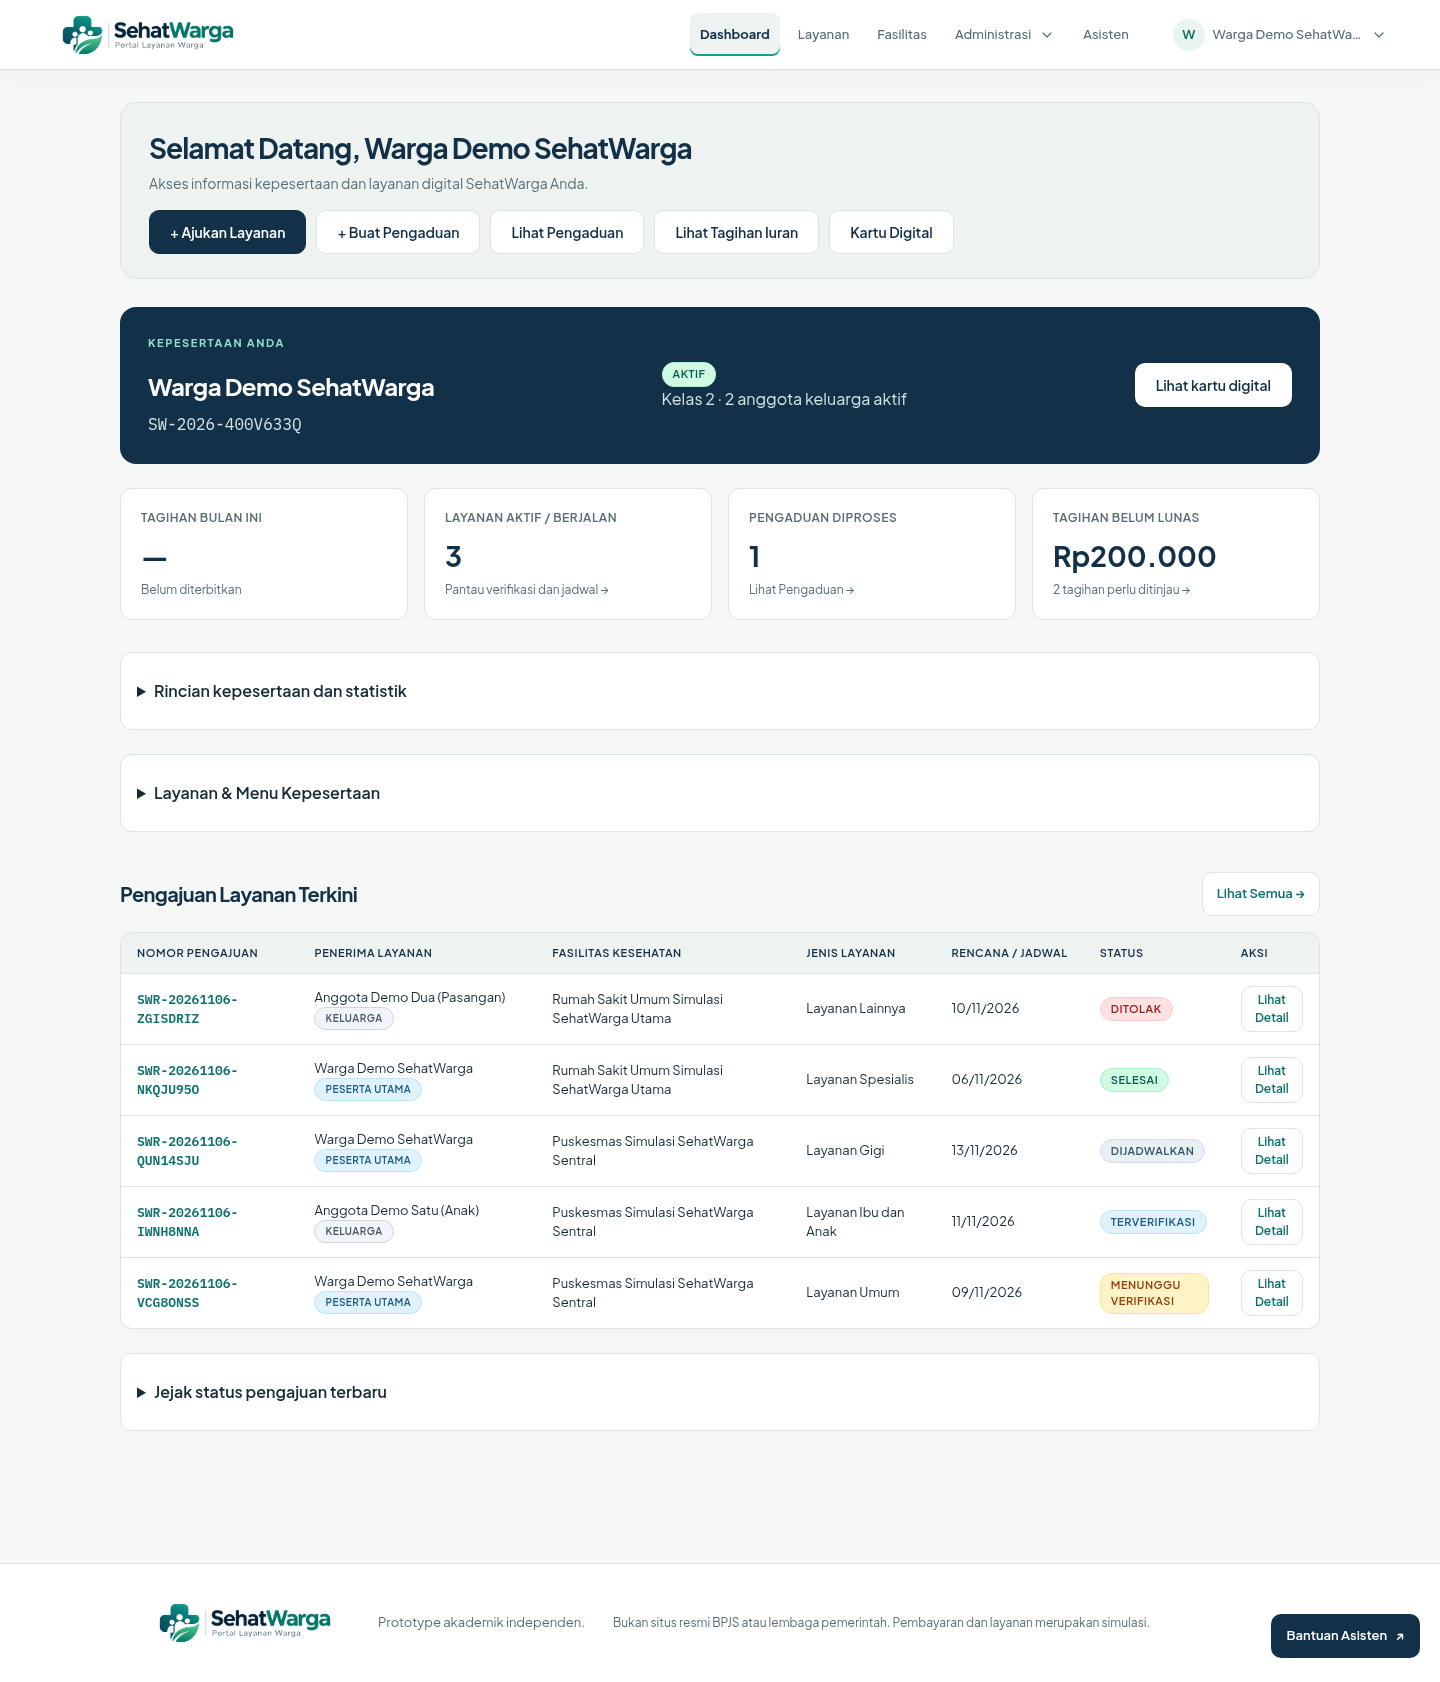 SehatWarga
Portal Layanan Warga
Dashboard
Layanan
Fasilitas
Administrasi
Asisten
W
Warga Demo SehatWa...
Selamat Datang, Warga Demo SehatWarga
Akses informasi kepesertaan dan layanan digital SehatWarga Anda.
+ Ajukan Layanan
+ Buat Pengaduan
Lihat Pengaduan
Lihat Tagihan Iuran
Kartu Digital
KEPESERTAAN ANDA
Warga Demo SehatWarga
SW-2026-400V633Q
AKTIF
Kelas 2 · 2 anggota keluarga aktif
Lihat kartu digital
TAGIHAN BULAN INI
—
Belum diterbitkan
LAYANAN AKTIF / BERJALAN
3
Pantau verifikasi dan jadwal →
PENGADUAN DIPROSES
1
Lihat Pengaduan →
TAGIHAN BELUM LUNAS
Rp200.000
2 tagihan perlu ditinjau →
▶ Rincian kepesertaan dan statistik
▶ Layanan & Menu Kepesertaan
Pengajuan Layanan Terkini
Lihat Semua →
NOMOR PENGAJUAN
PENERIMA LAYANAN
FASILITAS KESEHATAN
JENIS LAYANAN
RENCANA / JADWAL
STATUS
AKSI
SWR-20261106-
ZGISDRIZ
Anggota Demo Dua (Pasangan)
KELUARGA
Rumah Sakit Umum Simulasi
SehatWarga Utama
Layanan Lainnya
10/11/2026
DITOLAK
Lihat
Detail
SWR-20261106-
NKQJU95O
Warga Demo SehatWarga
PESERTA UTAMA
Rumah Sakit Umum Simulasi
SehatWarga Utama
Layanan Spesialis
06/11/2026
SELESAI
Lihat
Detail
SWR-20261106-
QUN14SJU
Warga Demo SehatWarga
PESERTA UTAMA
Puskesmas Simulasi SehatWarga
Sentral
Layanan Gigi
13/11/2026
DIJADWALKAN
Lihat
Detail
SWR-20261106-
IWNH8NNA
Anggota Demo Satu (Anak)
KELUARGA
Puskesmas Simulasi SehatWarga
Sentral
Layanan Ibu dan
Anak
11/11/2026
TERVERIFIKASI
Lihat
Detail
SWR-20261106-
VCG8ONSS
Warga Demo SehatWarga
PESERTA UTAMA
Puskesmas Simulasi SehatWarga
Sentral
Layanan Umum
09/11/2026
MENUNGGU
VERIFIKASI
Lihat
Detail
▶ Jejak status pengajuan terbaru
SehatWarga
Portal Layanan Warga
Prototype akademik independen.
Bukan situs resmi BPJS atau lembaga pemerintah. Pembayaran dan layanan merupakan simulasi.
Bantuan Asisten ↗